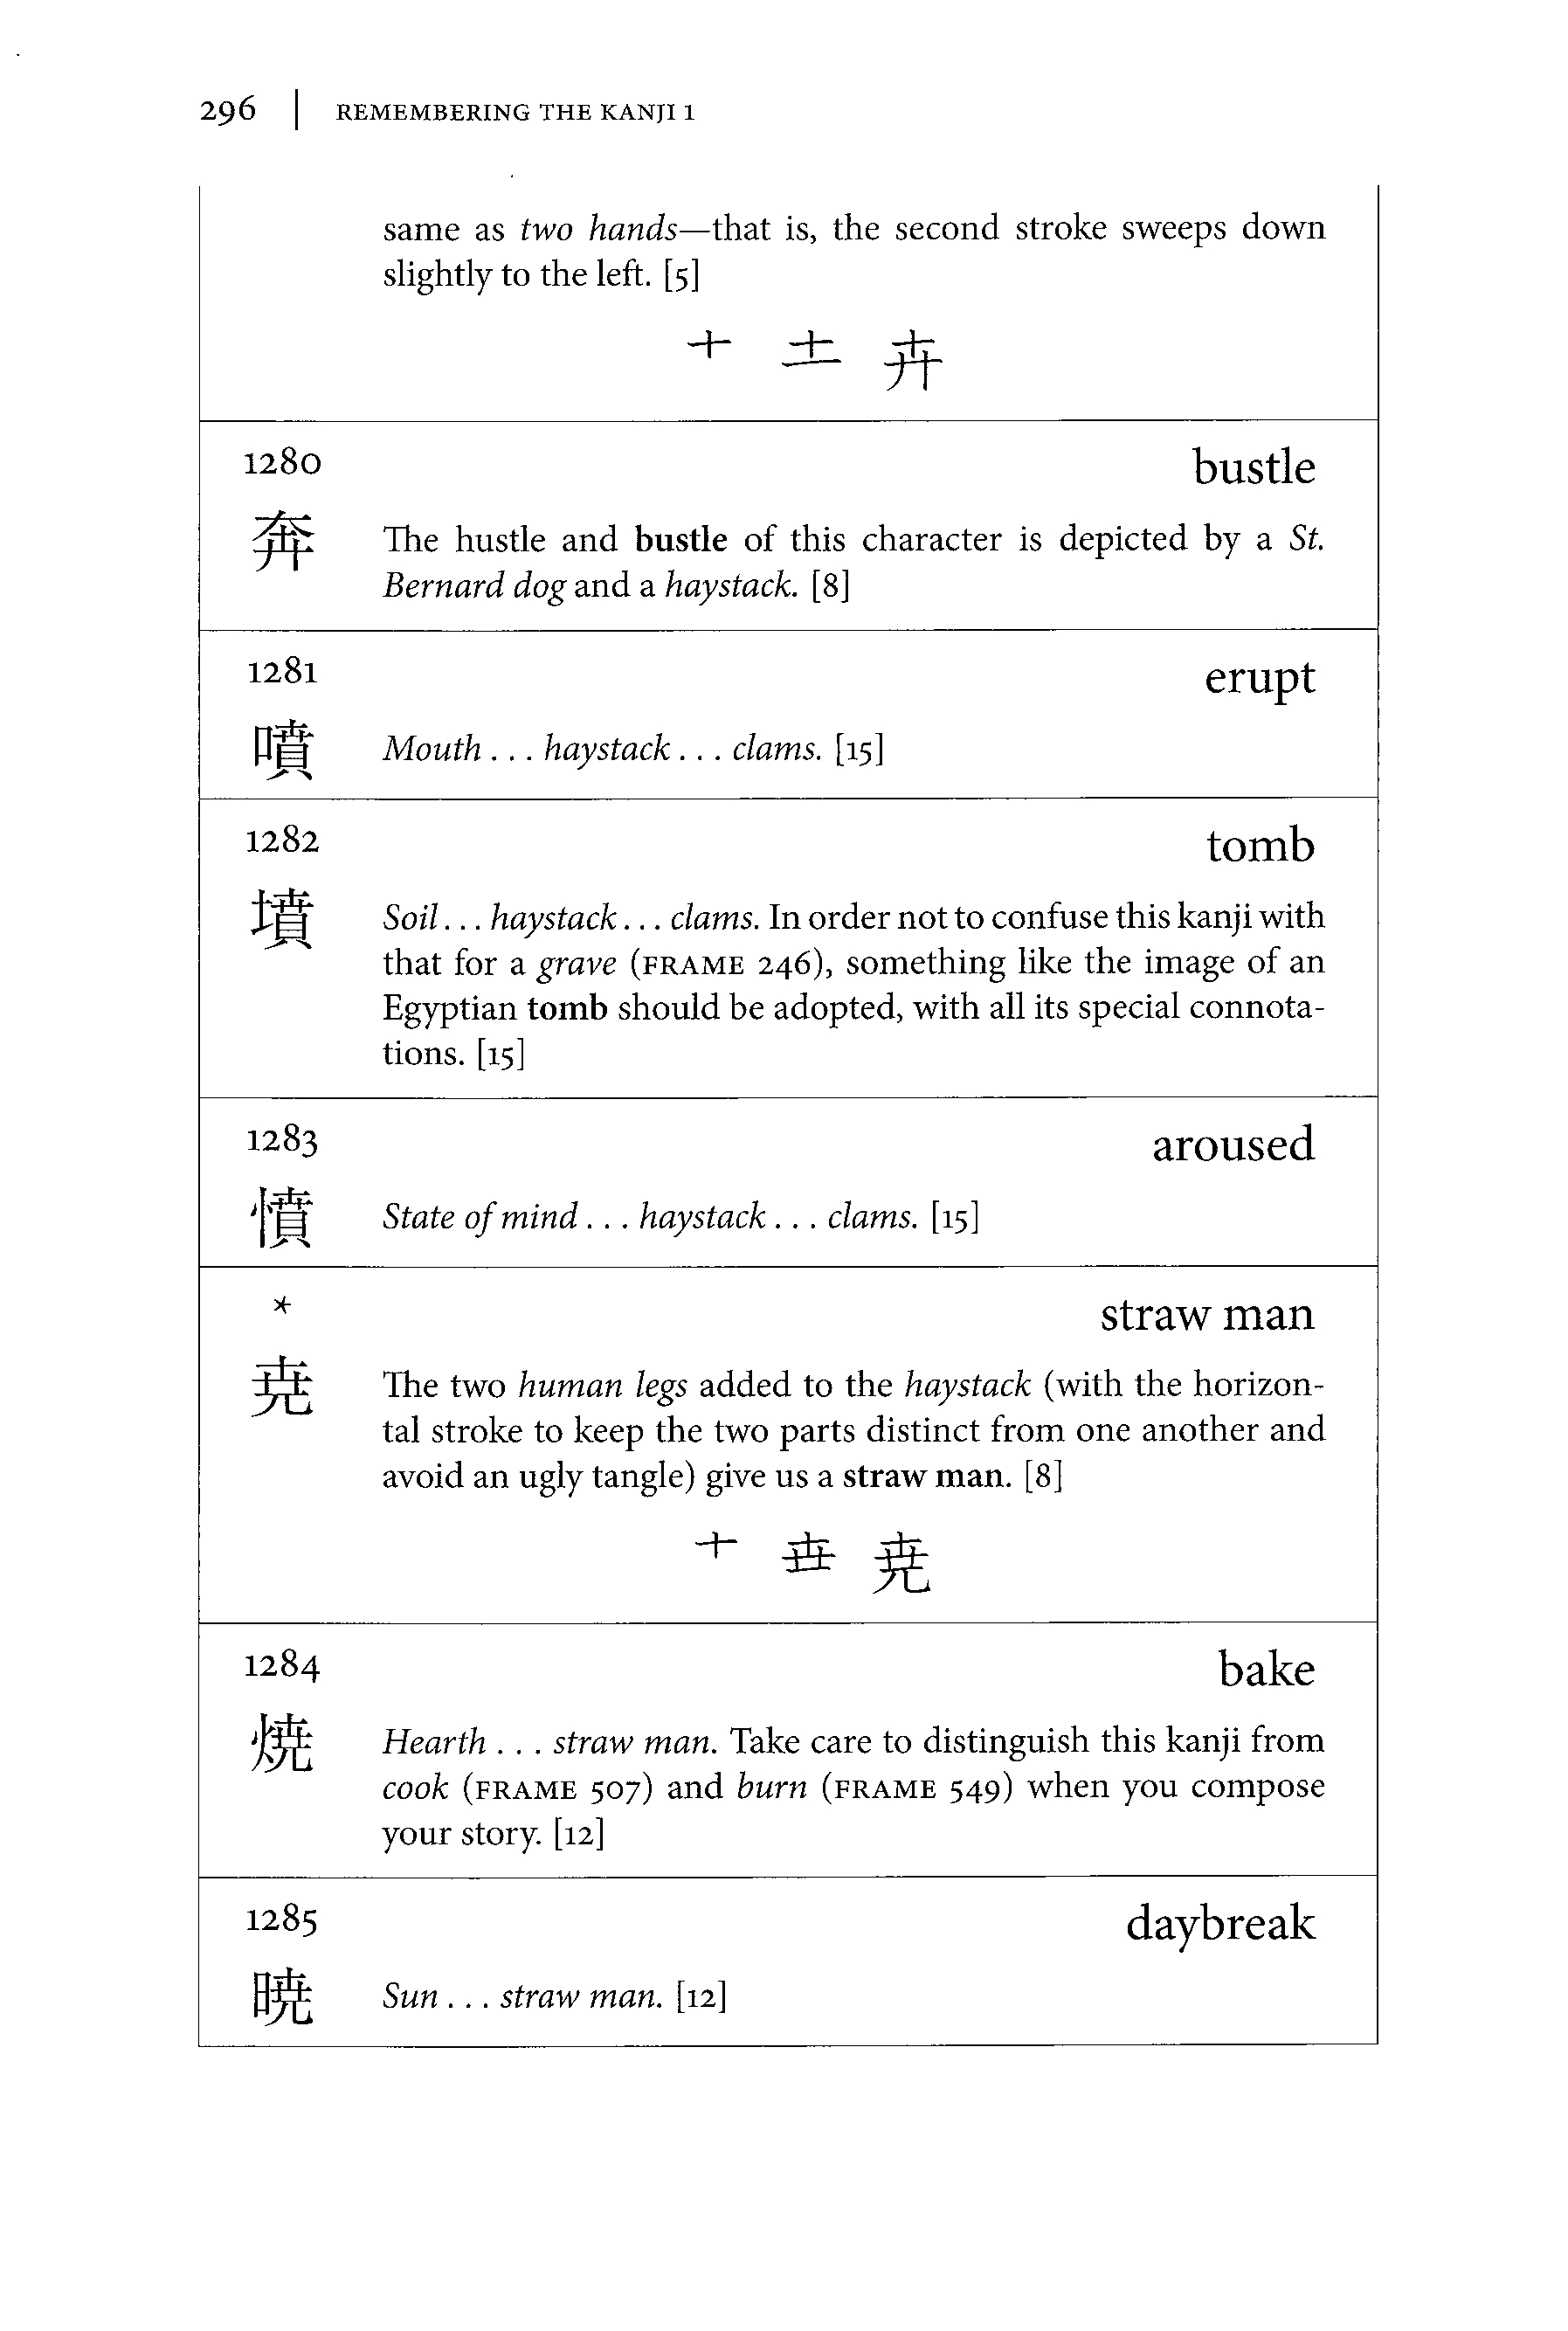 296 | REMEMBERING THE KANJI 1
same as two hands—that is, the second stroke sweeps down
slightly to the left. [5]
十 𠦂 卉
1280 bustle
奔 The hustle and bustle of this character is depicted by a St.
Bernard dog and a haystack. [8]
1281 erupt
噴 Mouth . . . haystack . . . clams. [15]
1282 tomb
墳 Soil . . . haystack . . . clams. In order not to confuse this kanji with
that for a grave (FRAME 246), something like the image of an
Egyptian tomb should be adopted, with all its special connota-
tions. [15]
1283 aroused
憤 State of mind . . . haystack . . . clams. [15]
* straw man
尭 The two human legs added to the haystack (with the horizon-
tal stroke to keep the two parts distinct from one another and
avoid an ugly tangle) give us a straw man. [8]
十 尭
1284 bake
焼 Hearth . . . straw man. Take care to distinguish this kanji from
cook (FRAME 507) and burn (FRAME 549) when you compose
your story. [12]
1285 daybreak
暁 Sun . . . straw man. [12]